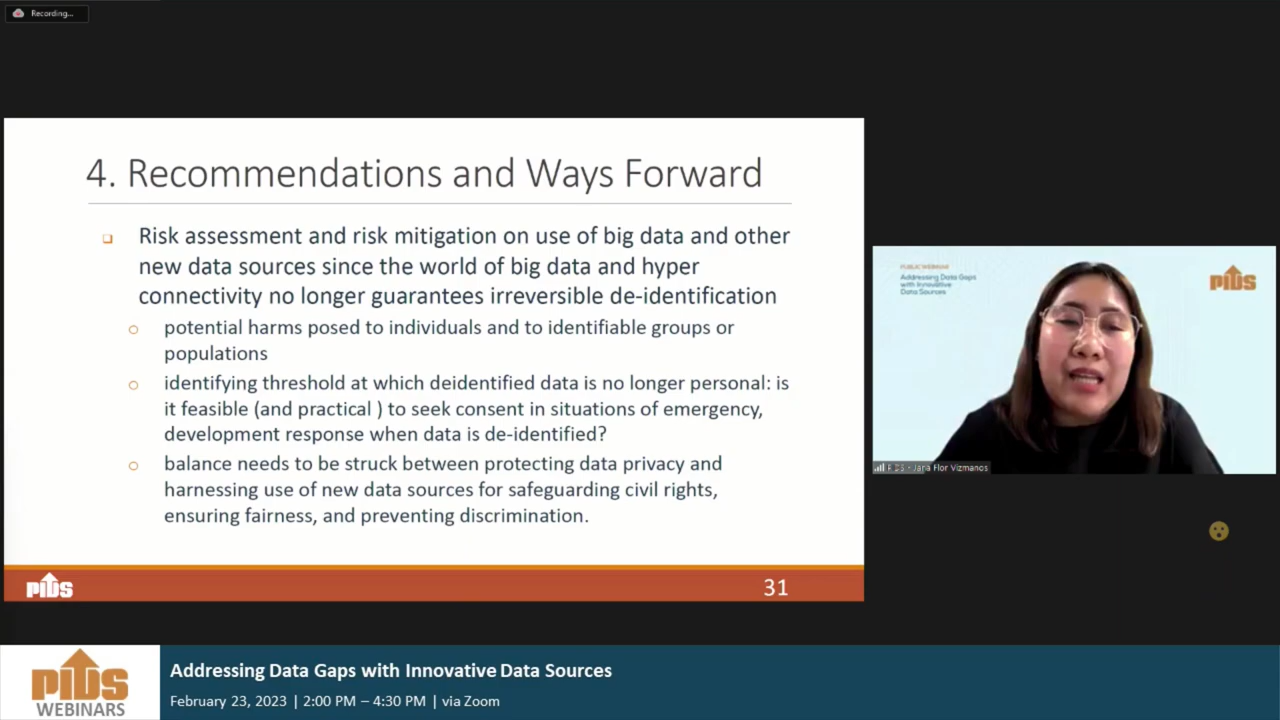 Recording...
4. Recommendations and Ways Forward
Risk assessment and risk mitigation on use of big data and other
new data sources since the world of big data and hyper
connectivity no longer guarantees irreversible de-identification
potential harms posed to individuals and to identifiable groups or
populations
identifying threshold at which deidentified data is no longer personal: is
it feasible (and practical ) to seek consent in situations of emergency,
development response when data is de-identified?
balance needs to be struck between protecting data privacy and
harnessing use of new data sources for safeguarding civil rights,
ensuring fairness, and preventing discrimination.
PIDS
31
PUBLIC WEBINAR
Addressing Data Gaps
with Innovative
Data Sources
PIDS
PIDS - Jana Flor Vizmanos
PIDS
WEBINARS
Addressing Data Gaps with Innovative Data Sources
February 23, 2023 | 2:00 PM – 4:30 PM | via Zoom